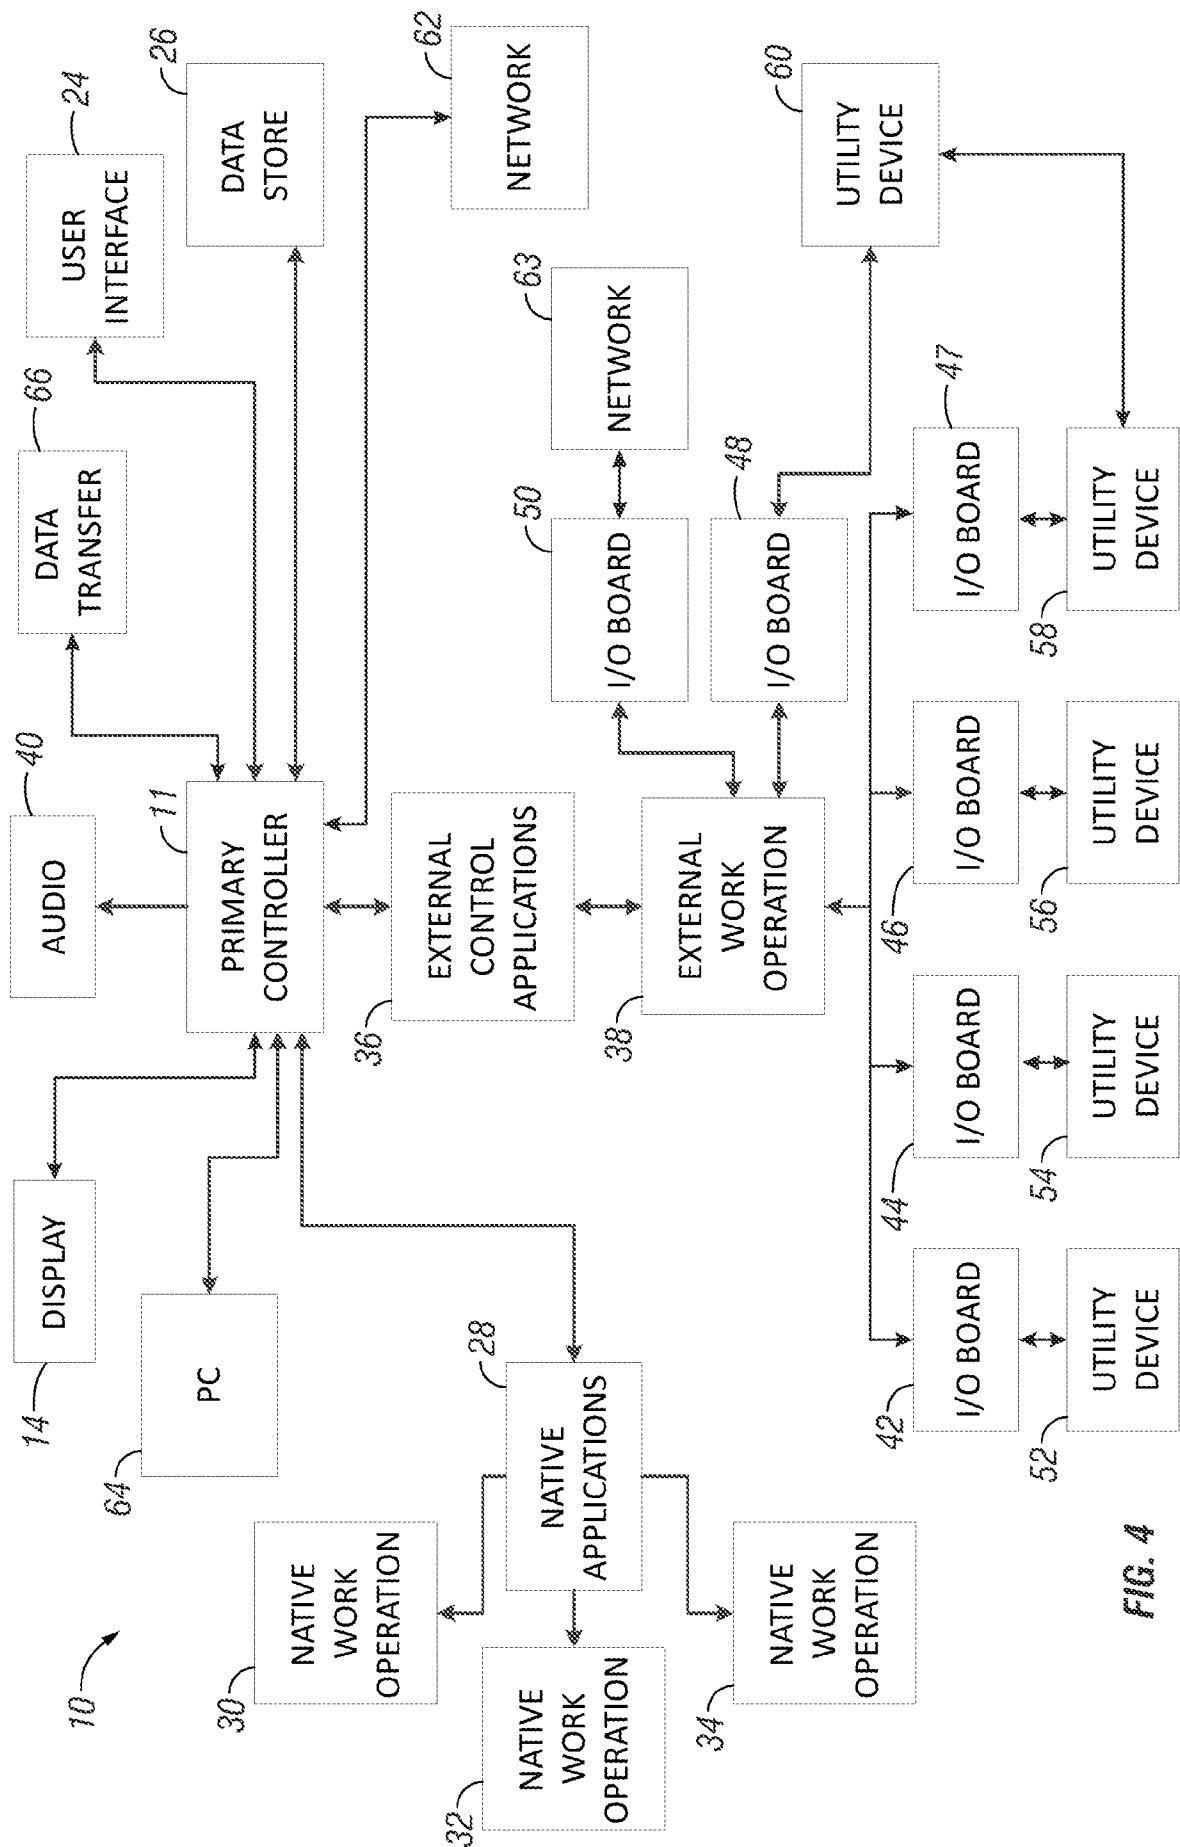 10
14
DISPLAY
64
PC
40
AUDIO
66
DATA
TRANSFER
24
USER
INTERFACE
26
DATA
STORE
62
NETWORK
11
PRIMARY
CONTROLLER
30
NATIVE
WORK
OPERATION
28
NATIVE
APPLICATIONS
32
NATIVE
WORK
OPERATION
34
NATIVE
WORK
OPERATION
36
EXTERNAL
CONTROL
APPLICATIONS
38
EXTERNAL
WORK
OPERATION
50
I/O BOARD
63
NETWORK
48
I/O BOARD
60
UTILITY
DEVICE
42
I/O BOARD
44
I/O BOARD
46
I/O BOARD
47
I/O BOARD
52
UTILITY
DEVICE
54
UTILITY
DEVICE
56
UTILITY
DEVICE
58
UTILITY
DEVICE
FIG. 4